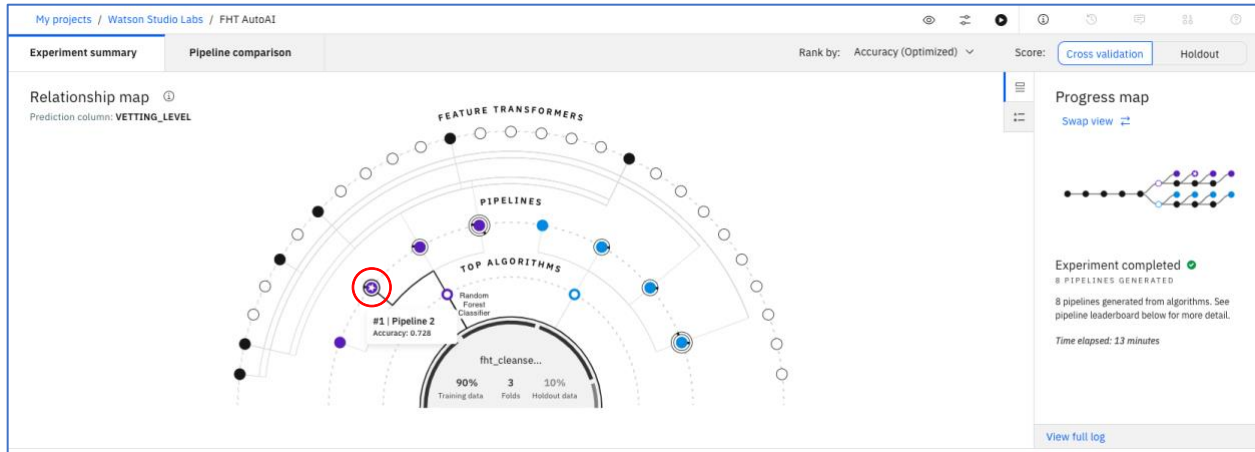 My projects / Watson Studio Labs / FHT AutoAI
Experiment summary
Pipeline comparison
Rank by: Accuracy (Optimized)
Score: Cross validation Holdout
Relationship map
Prediction column: VETTING_LEVEL
FEATURE TRANSFORMERS
PIPELINES
TOP ALGORITHMS
Random
Forest
Classifier
#1 | Pipeline 2
Accuracy: 0.728
fht_cleanse...
90% 3 10%
Training data Folds Holdout data
Progress map
Swap view
Experiment completed
8 PIPELINES GENERATED
8 pipelines generated from algorithms. See
pipeline leaderboard below for more detail.
Time elapsed: 13 minutes
View full log